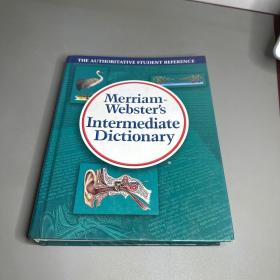 THE AUTHORITATIVE STUDENT REFERENCE
Merriam-
Webster's
Intermediate
Dictionary